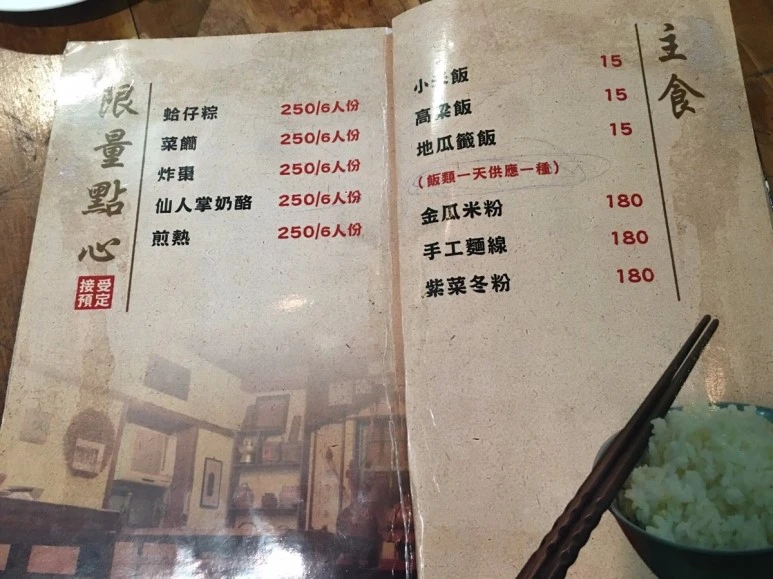 限量點心
接受
預定
蛤仔粽 250/6人份
菜餔 250/6人份
炸棗 250/6人份
仙人掌奶酪 250/6人份
煎熱 250/6人份
主食
小米飯 15
高粱飯 15
地瓜籤飯 15
(飯類一天供應一種)
金瓜米粉 180
手工麵線 180
紫菜冬粉 180